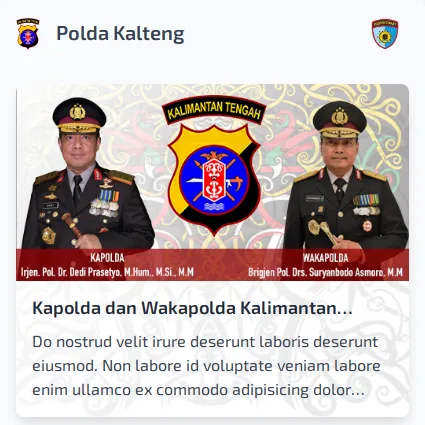 Polda Kalteng
KALIMANTAN TENGAH
KAPOLDA
Irjen. Pol. Dr. Dedi Prasetyo, M.Hum., M.Si., M.M
WAKAPOLDA
Brigjen Pol. Drs. Suryanbodo Asmoro, M.M
Kapolda dan Wakapolda Kalimantan…
Do nostrud velit irure deserunt laboris deserunt
eiusmod. Non labore id voluptate veniam labore
enim ullamco ex commodo adipisicing dolor…